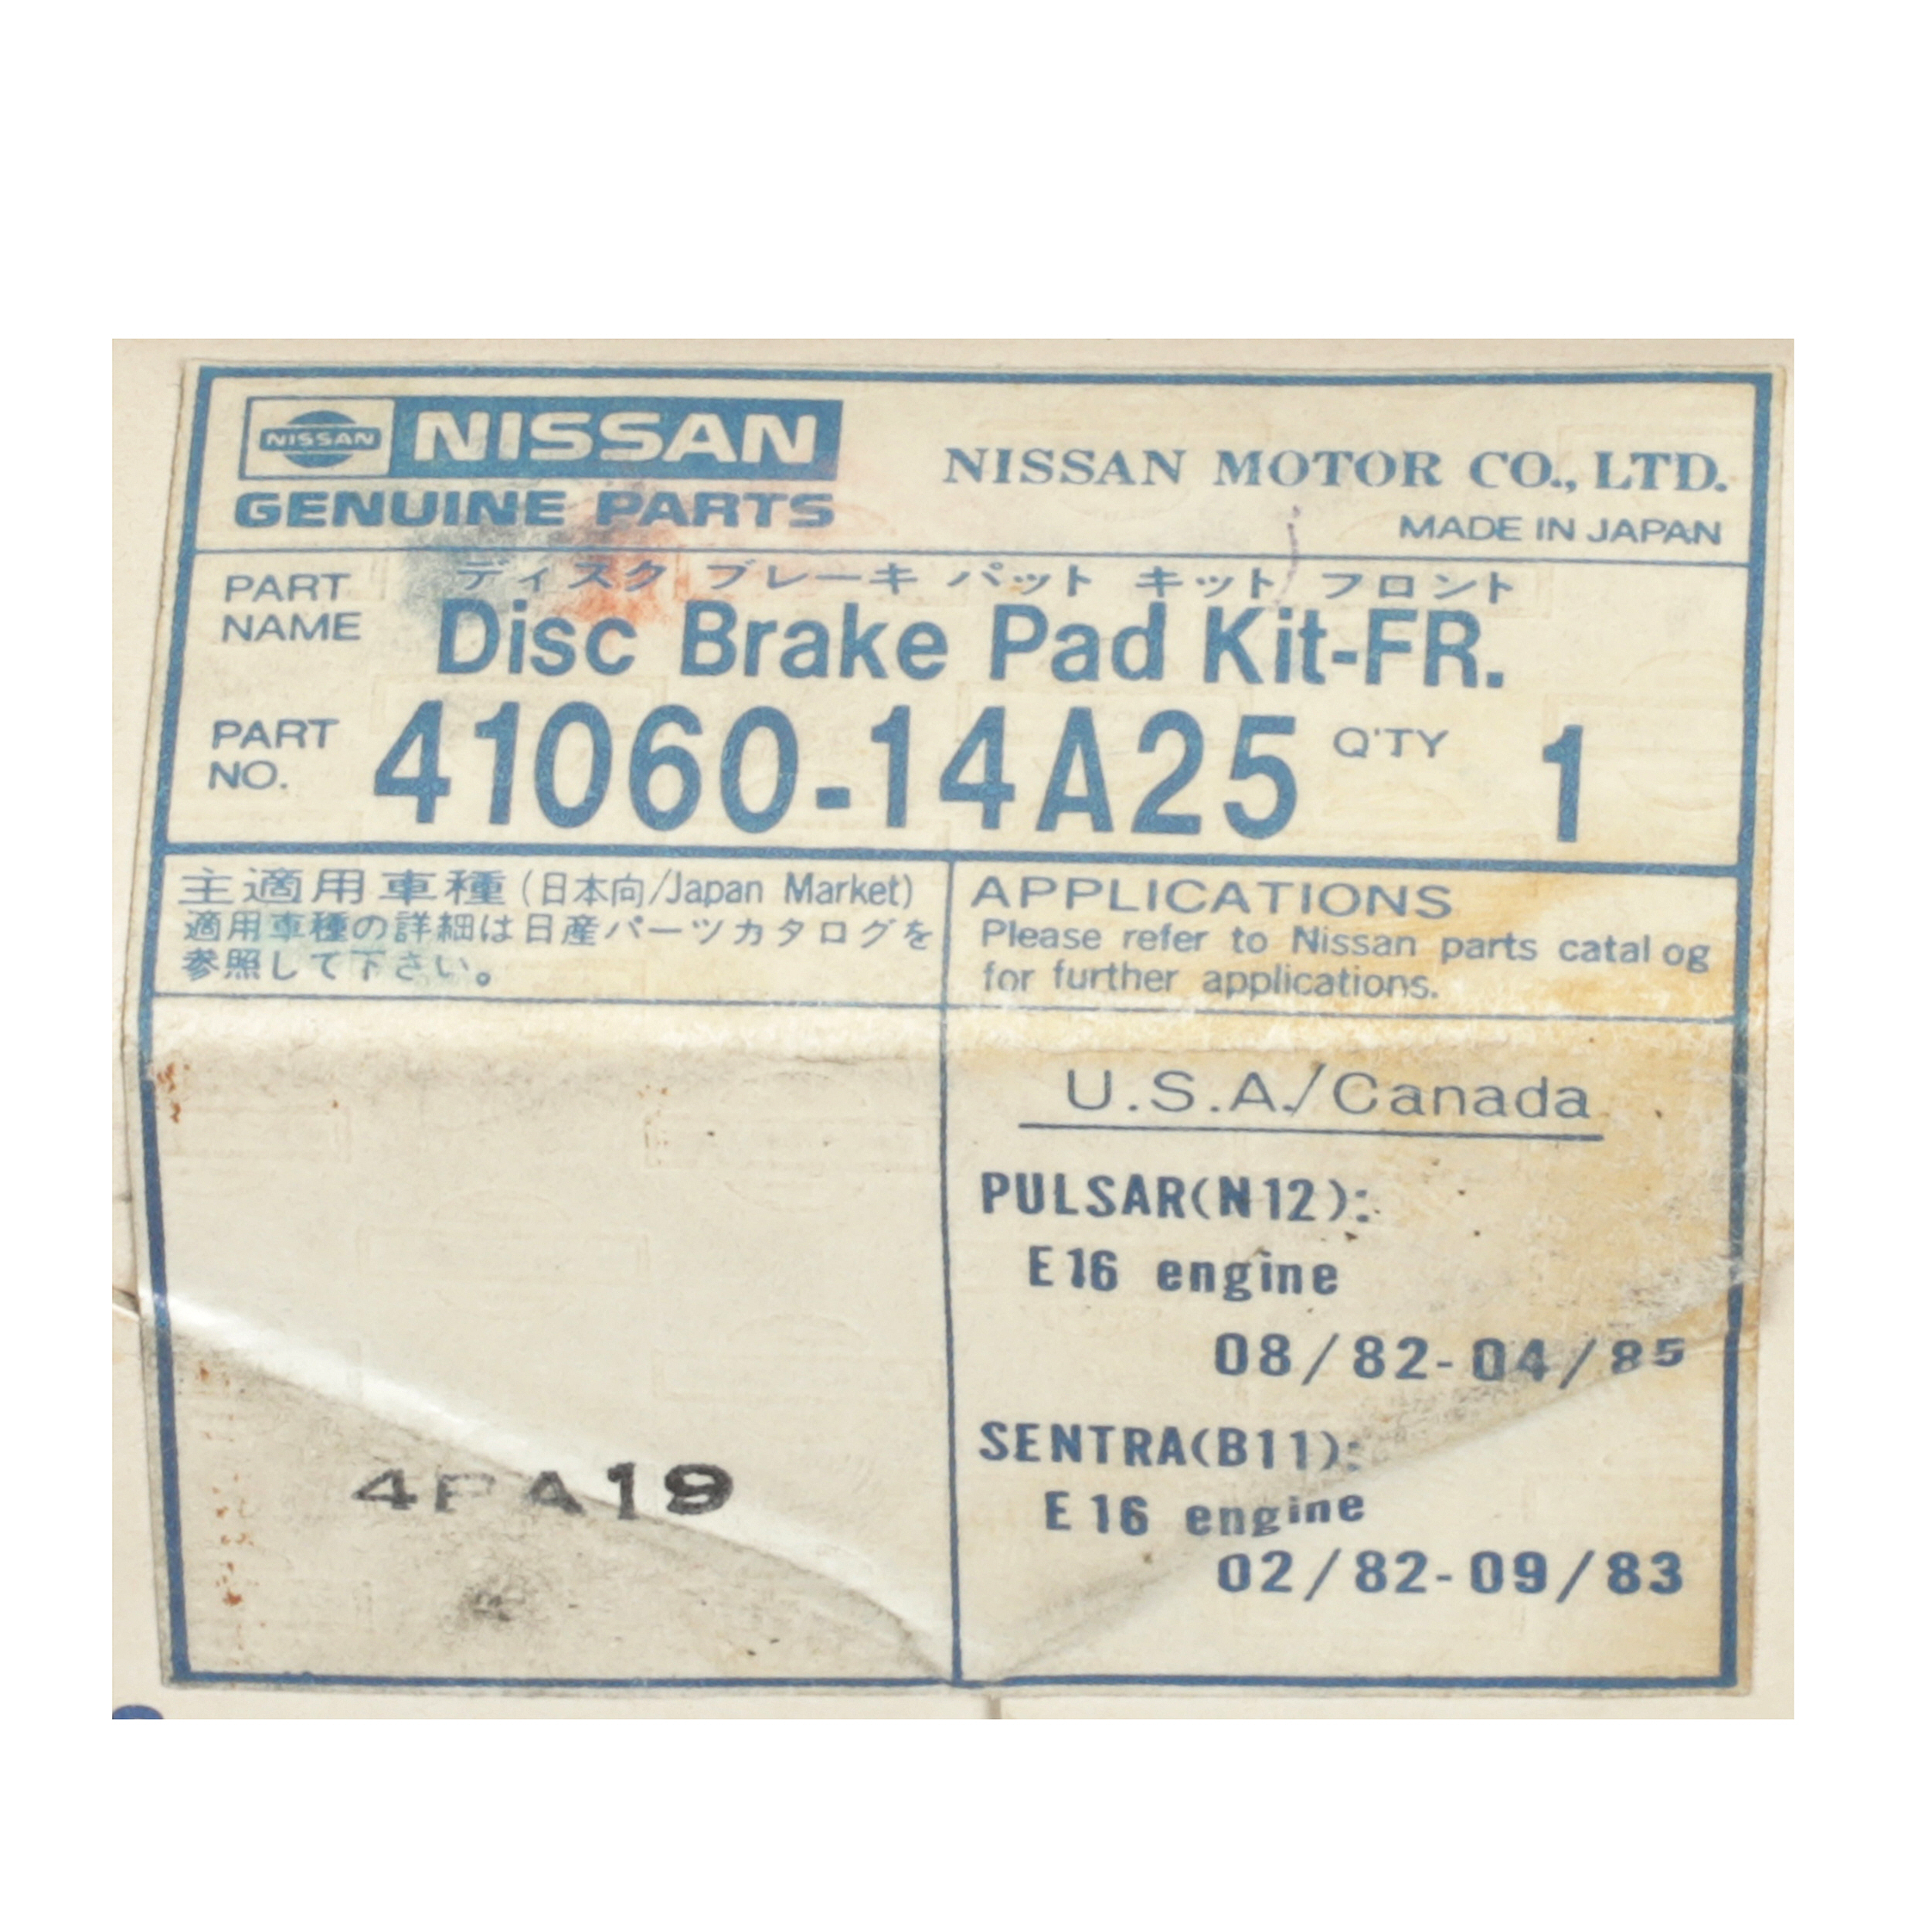 NISSAN NISSAN
GENUINE PARTS
NISSAN MOTOR CO., LTD.
MADE IN JAPAN
PART NAME
ディスク ブレーキ パット キット フロント
Disc Brake Pad Kit-FR.
PART NO.
41060-14A25 Q'TY 1
主適用車種(日本向/Japan Market)
適用車種の詳細は日産パーツカタログを
参照して下さい。
APPLICATIONS
Please refer to Nissan parts catalog
for further applications.
U.S.A./Canada
PULSAR(N12):
E16 engine
08/82-04/85
SENTRA(B11):
E16 engine
02/82-09/83